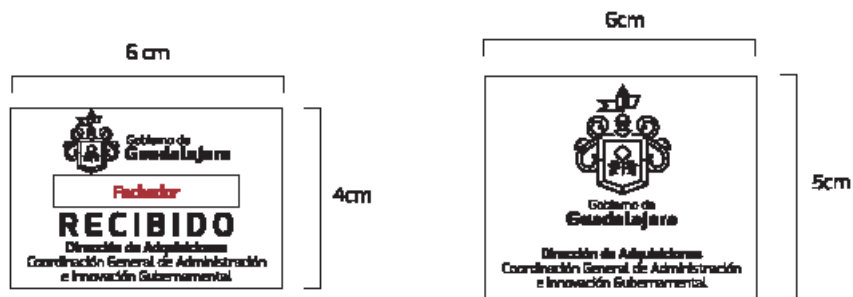 6 cm
Gobierno de
Guadalajara
Fechador
RECIBIDO
Dirección de Adquisiciones
Coordinación General de Administración
e Innovación Gubernamental
4cm
6cm
Gobierno de
Guadalajara
Dirección de Adquisiciones
Coordinación General de Administración
e Innovación Gubernamental
5cm